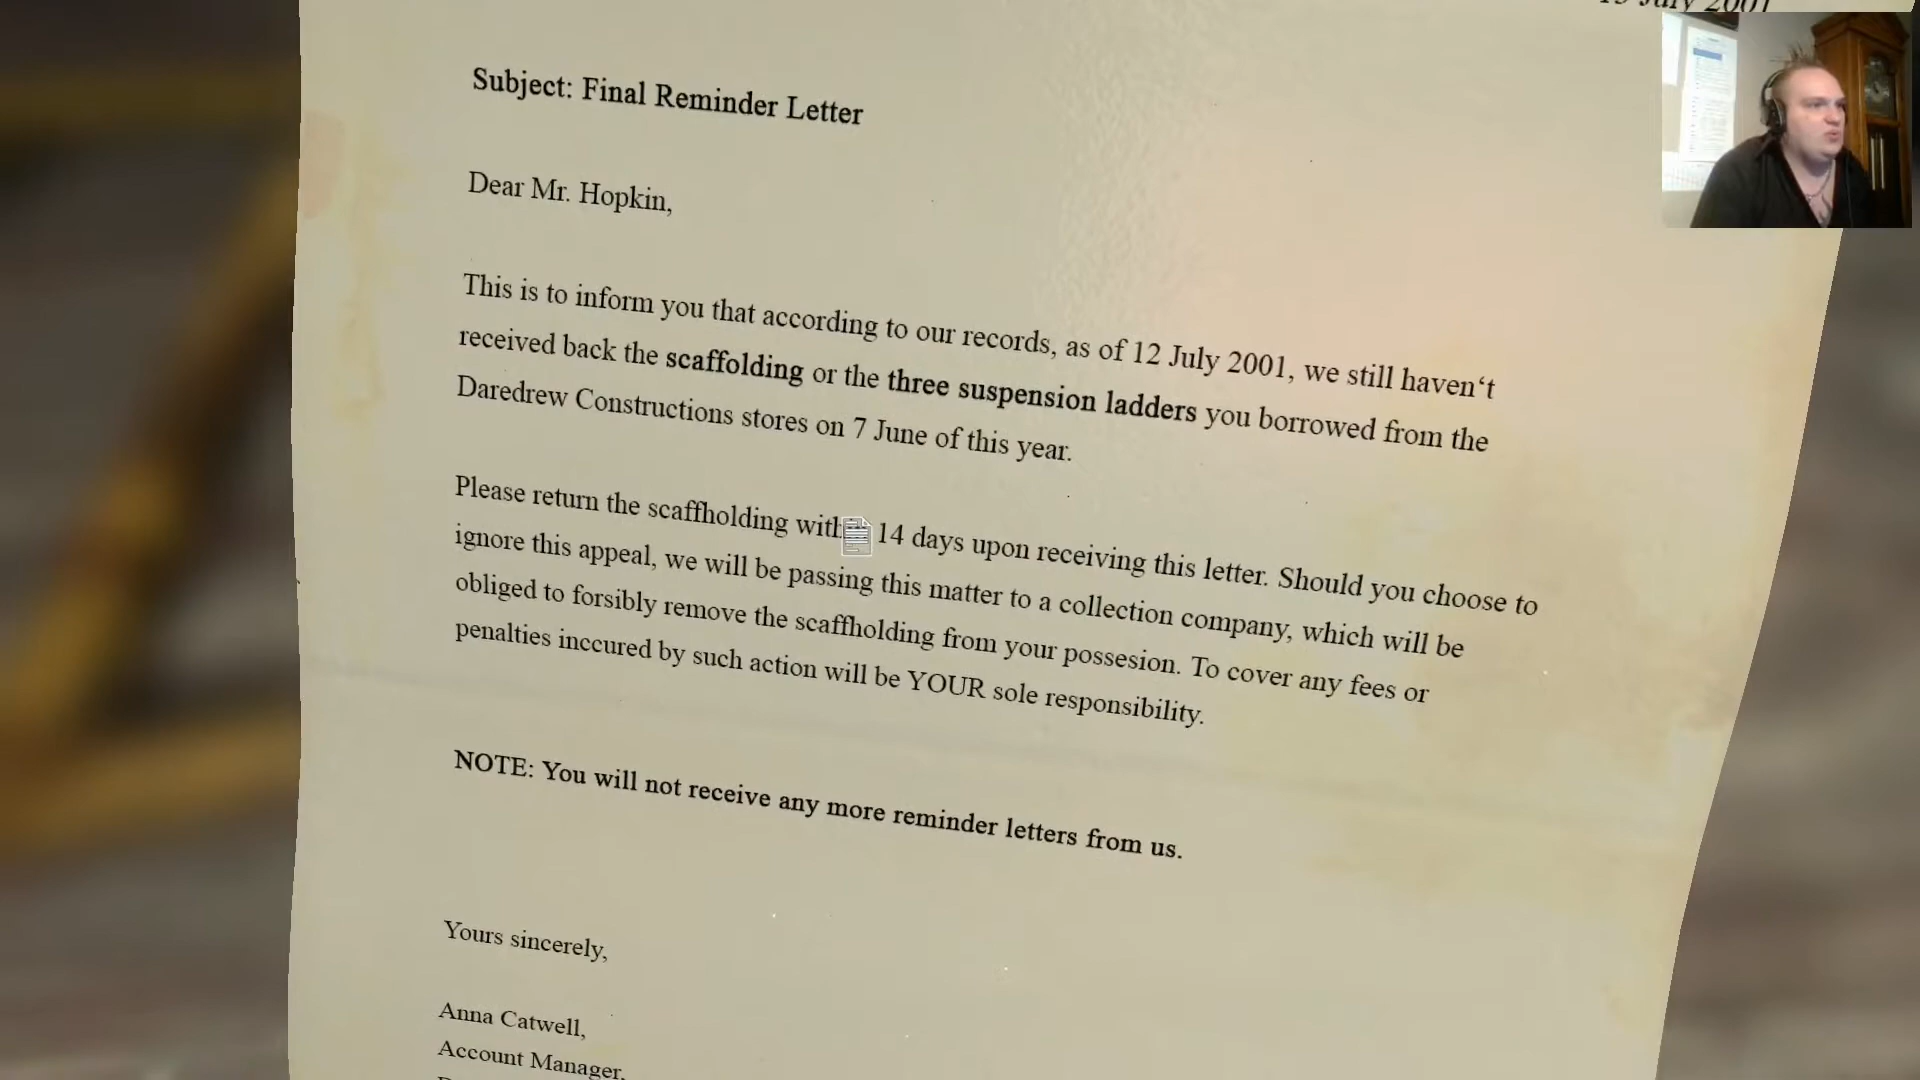 July 2001
Subject: Final Reminder Letter
Dear Mr. Hopkin,
This is to inform you that according to our records, as of 12 July 2001, we still haven‘t
received back the scaffolding or the three suspension ladders you borrowed from the
Daredrew Constructions stores on 7 June of this year.
Please return the scaffholding 14 days upon receiving this letter. Should you choose to
ignore this appeal, we will be passing this matter to a collection company, which will be
obliged to forsibly remove the scaffholding from your possesion. To cover any fees or
penalties inccured by such action will be YOUR sole responsibility.
NOTE: You will not receive any more reminder letters from us.
Yours sincerely,
Anna Catwell,
Account Manager,